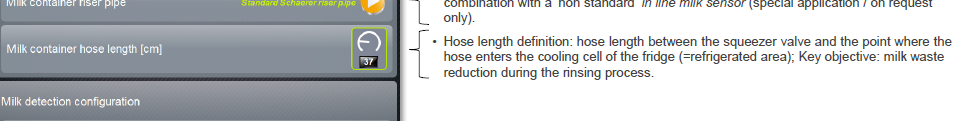 Milk container riser pipe
Standard Schaerer riser pipe
combination with a "non standard" in line milk sensor (special application / on request
only).
Milk container hose length [cm]
37
• Hose length definition: hose length between the squeezer valve and the point where the
hose enters the cooling cell of the fridge (=refrigerated area); Key objective: milk waste
reduction during the rinsing process.
Milk detection configuration